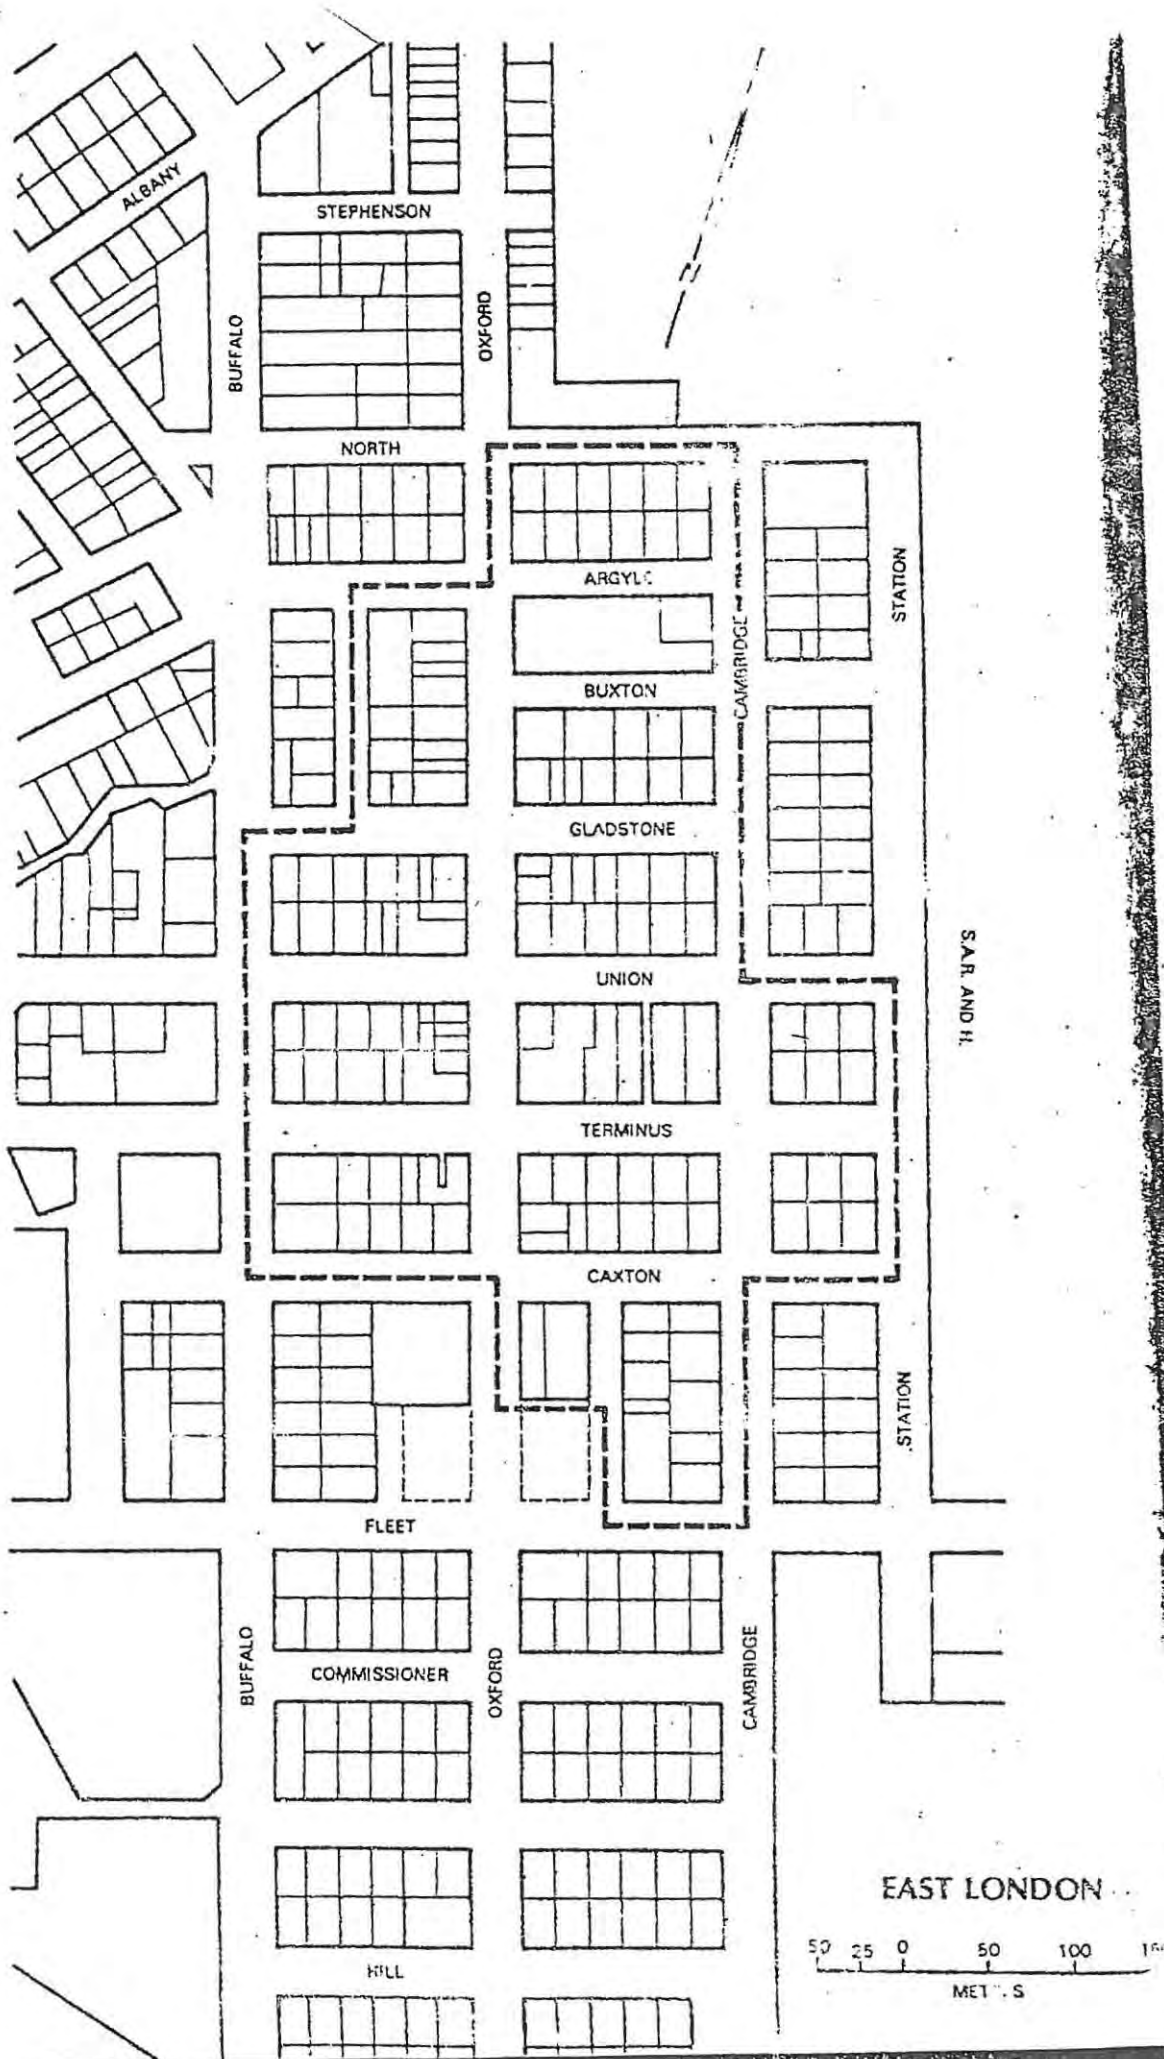 ALBANY
STEPHENSON
BUFFALO
OXFORD
NORTH
STATION
ARGYLE
CAMBRIDGE
BUXTON
GLADSTONE
S.A.R. AND H.
UNION
TERMINUS
CAXTON
STATION
FLEET
BUFFALO
COMMISSIONER
OXFORD
CAMBRIDGE
EAST LONDON
50 25 0 50 100
HILL